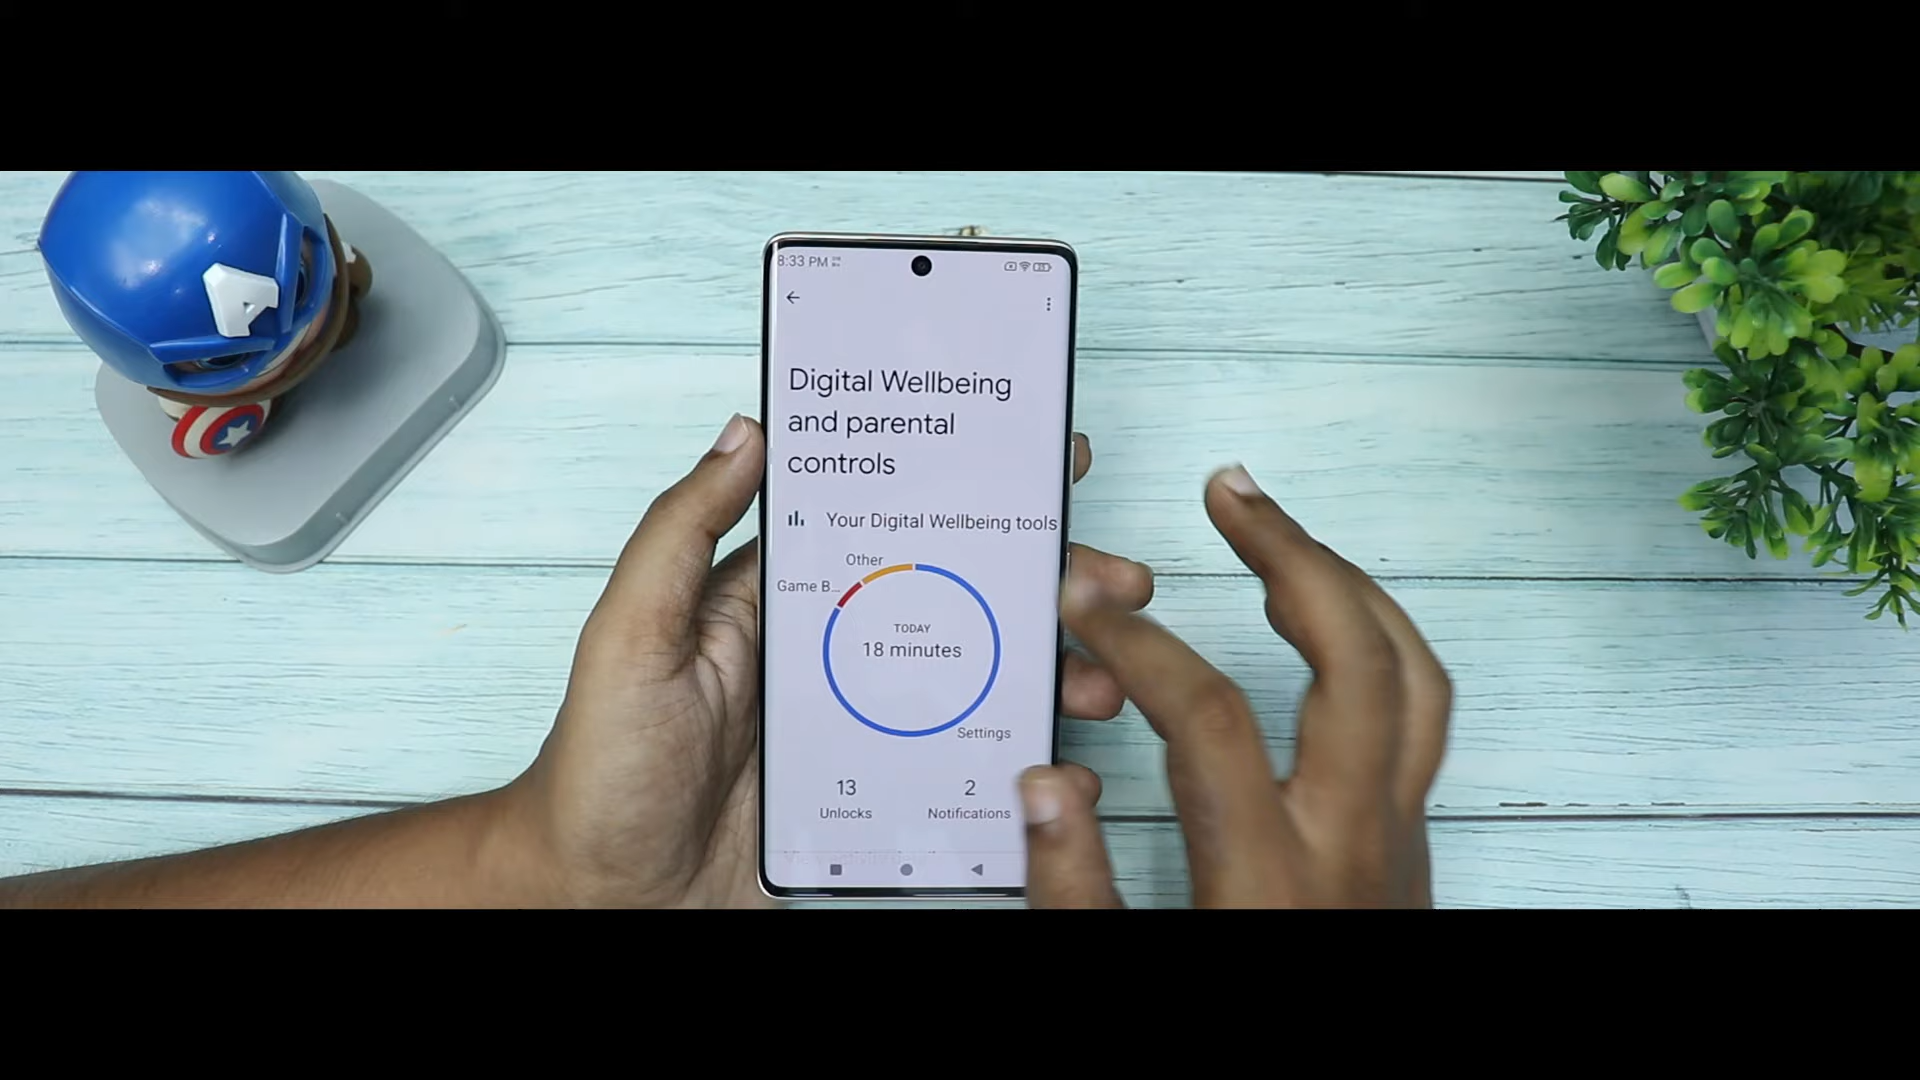 8:33 PM
Digital Wellbeing
and parental
controls
Your Digital Wellbeing tools
Other
Game B...
TODAY
18 minutes
Settings
13
2
Unlocks
Notifications
A